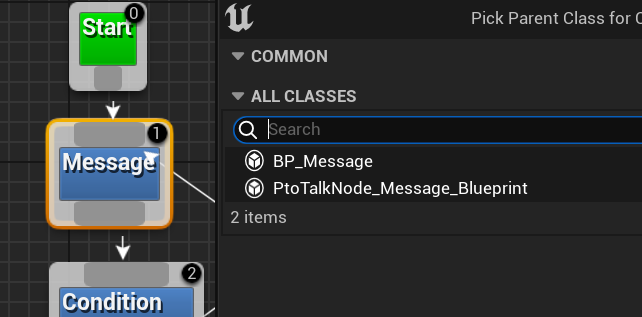 0
Start
1
Message
2
Condition
Pick Parent Class for
COMMON
ALL CLASSES
Search
BP_Message
PtoTalkNode_Message_Blueprint
2 items